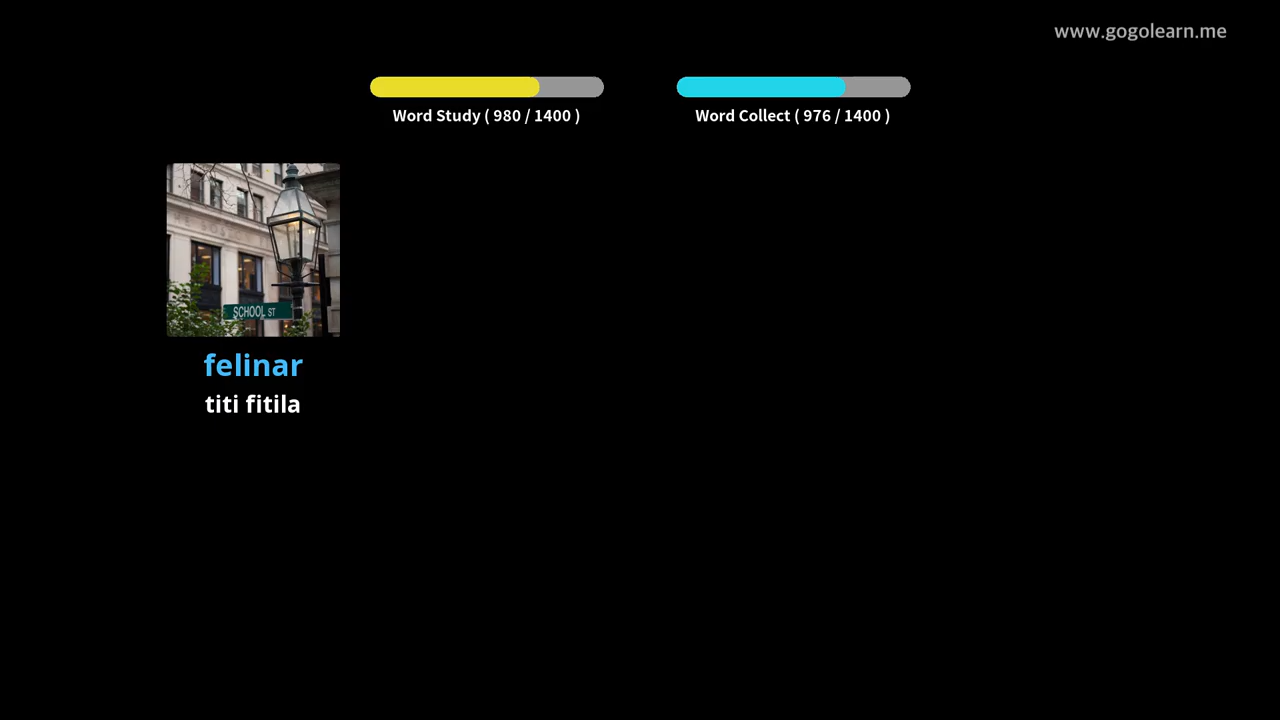 www.gogolearn.me
Word Study ( 980 / 1400 )
Word Collect ( 976 / 1400 )
SCHOOL ST
felinar
titi fitila